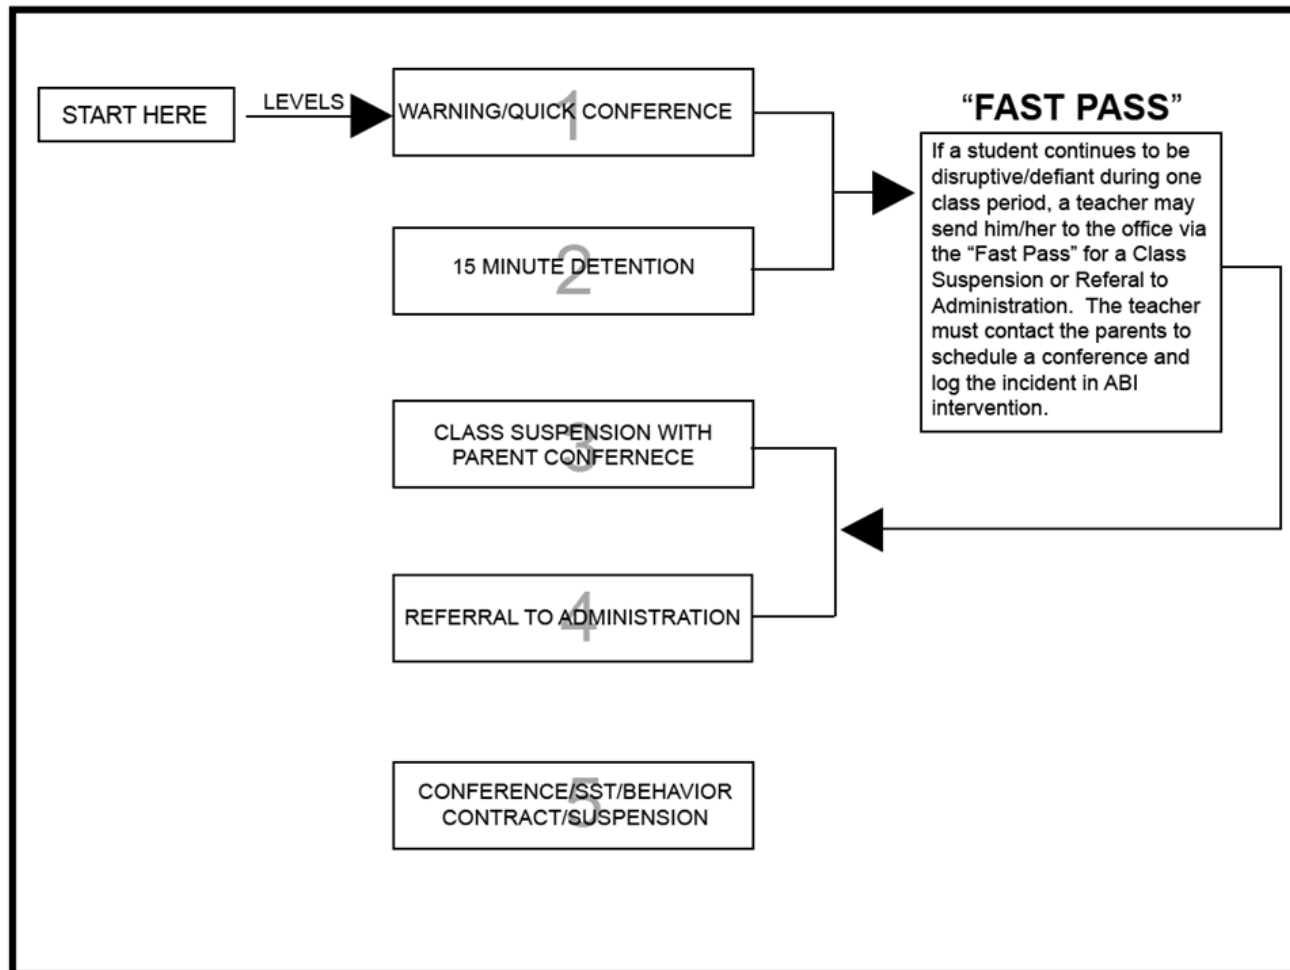 START HERE
LEVELS
1
WARNING/QUICK CONFERENCE
2
15 MINUTE DETENTION
3
CLASS SUSPENSION WITH
PARENT CONFERNECE
4
REFERRAL TO ADMINISTRATION
5
CONFERENCE/SST/BEHAVIOR
CONTRACT/SUSPENSION
“FAST PASS”
If a student continues to be
disruptive/defiant during one
class period, a teacher may
send him/her to the office via
the “Fast Pass” for a Class
Suspension or Referal to
Administration.  The teacher
must contact the parents to
schedule a conference and
log the incident in ABI
intervention.